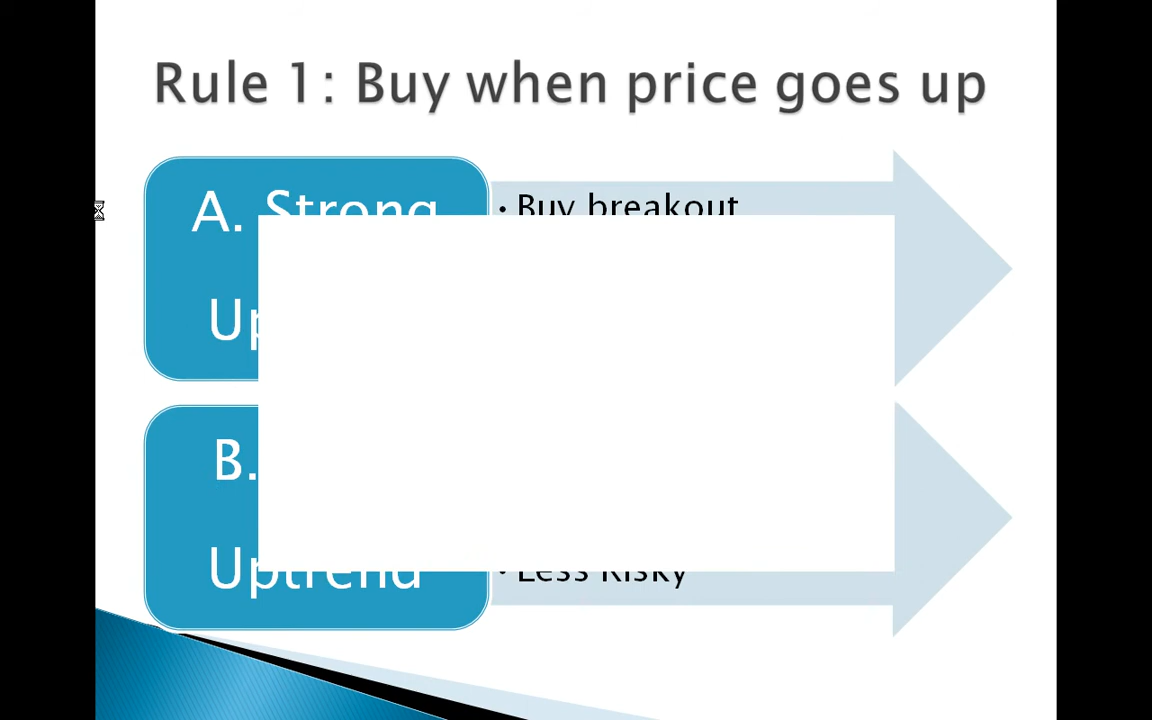 Rule 1: Buy when price goes up
A. Strong
• Buy breakout
Up
B.
Uptrend
• Less Risky